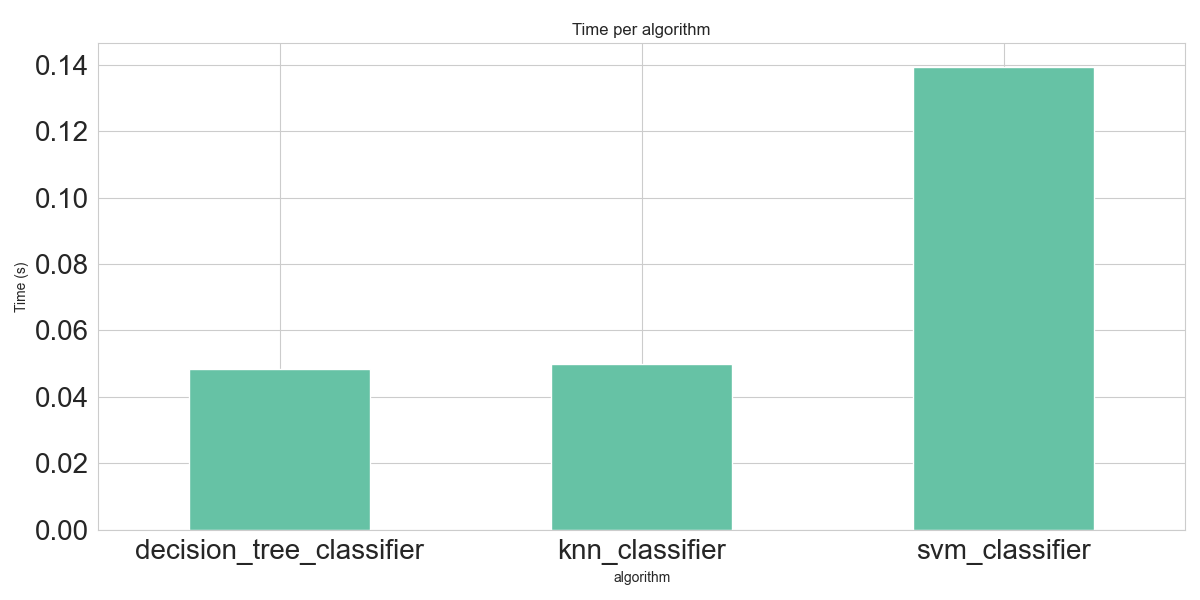 Time per algorithm
0.14
0.12
0.10
0.08
0.06
0.04
0.02
0.00
Time (s)
decision_tree_classifier knn_classifier svm_classifier
algorithm